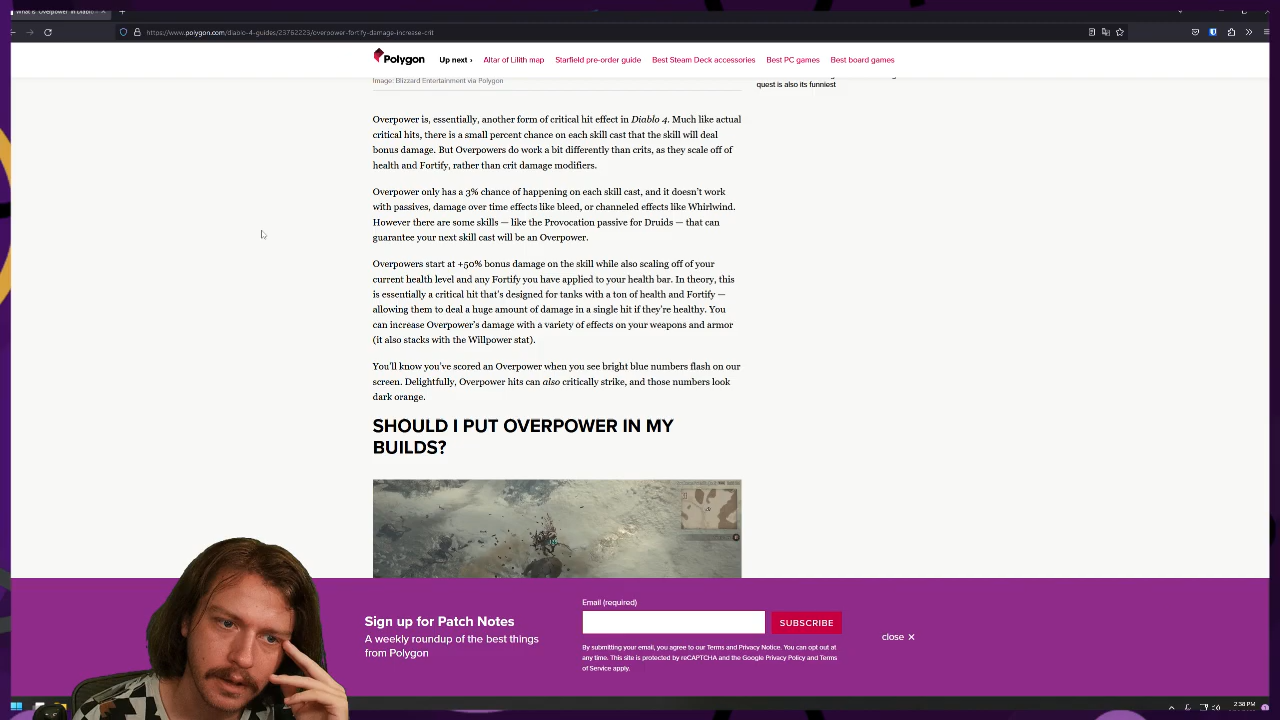 What is 'Overpower' in Diablo
https://www.polygon.com/diablo-4-guides/23762223/overpower-fortify-damage-increase-crit
Polygon
Up next ›
Altar of Lilith map
Starfield pre-order guide
Best Steam Deck accessories
Best PC games
Best board games
Image: Blizzard Entertainment via Polygon
quest is also its funniest
Overpower is, essentially, another form of critical hit effect in Diablo 4. Much like actual
critical hits, there is a small percent chance on each skill cast that the skill will deal
bonus damage. But Overpowers do work a bit differently than crits, as they scale off of
health and Fortify, rather than crit damage modifiers.
Overpower only has a 3% chance of happening on each skill cast, and it doesn't work
with passives, damage over time effects like bleed, or channeled effects like Whirlwind.
However there are some skills — like the Provocation passive for Druids — that can
guarantee your next skill cast will be an Overpower.
Overpowers start at +50% bonus damage on the skill while also scaling off of your
current health level and any Fortify you have applied to your health bar. In theory, this
is essentially a critical hit that's designed for tanks with a ton of health and Fortify —
allowing them to deal a huge amount of damage in a single hit if they're healthy. You
can increase Overpower's damage with a variety of effects on your weapons and armor
(it also stacks with the Willpower stat).
You'll know you've scored an Overpower when you see bright blue numbers flash on our
screen. Delightfully, Overpower hits can also critically strike, and those numbers look
dark orange.
SHOULD I PUT OVERPOWER IN MY
BUILDS?
Sign up for Patch Notes
A weekly roundup of the best things
from Polygon
Email (required)
SUBSCRIBE
By submitting your email, you agree to our Terms and Privacy Notice. You can opt out at
any time. This site is protected by reCAPTCHA and the Google Privacy Policy and Terms
of Service apply.
close ✕
2:38 PM